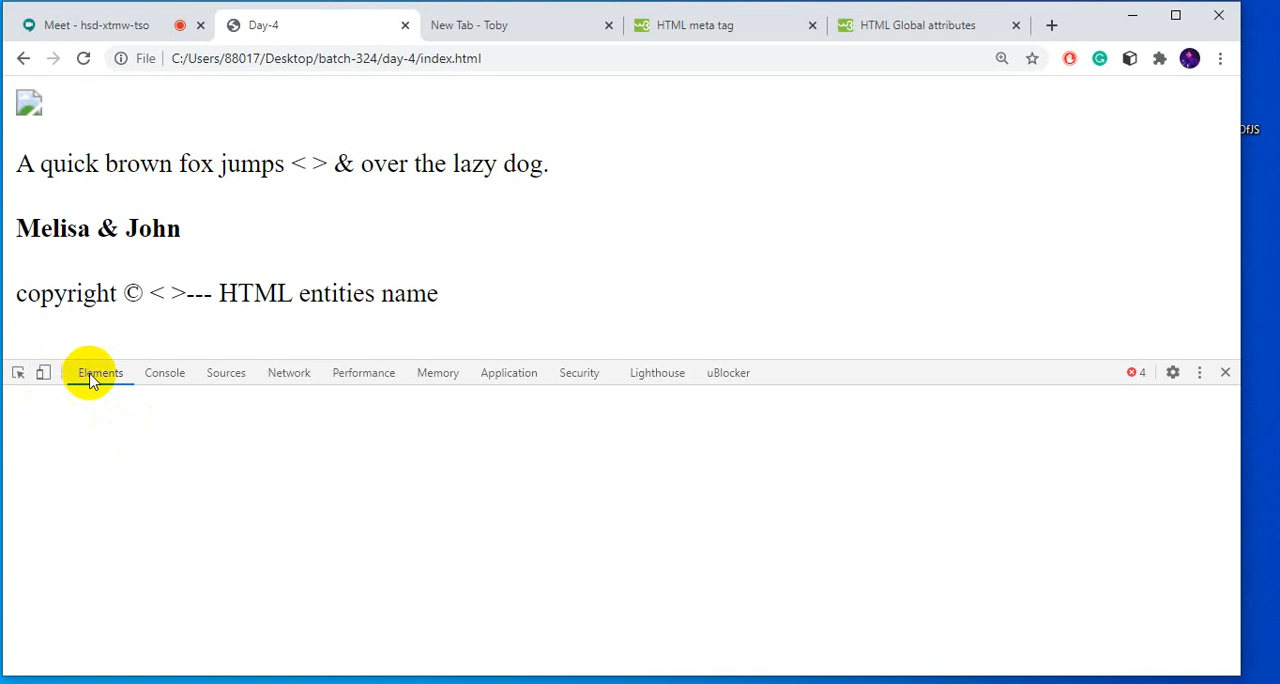 Meet - hsd-xtmw-tso
Day-4
New Tab - Toby
HTML meta tag
HTML Global attributes
File
C:/Users/88017/Desktop/batch-324/day-4/index.html
A quick brown fox jumps < > & over the lazy dog.
Melisa & John
copyright © < >--- HTML entities name
Elements
Console
Sources
Network
Performance
Memory
Application
Security
Lighthouse
uBlocker
4
OfJS